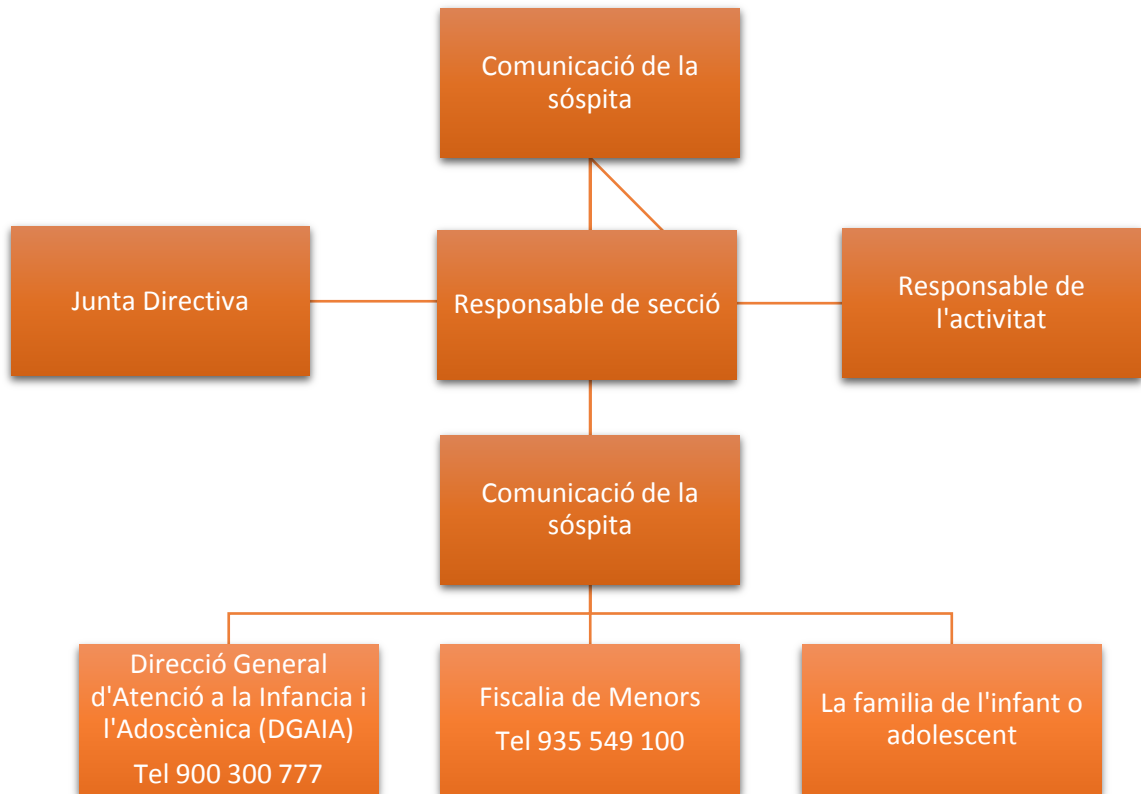 Comunicació de la
sóspita
Junta Directiva
Responsable de secció
Responsable de
l'activitat
Comunicació de la
sóspita
Direcció General
d'Atenció a la Infancia i
l'Adoscènica (DGAIA)
Tel 900 300 777
Fiscalia de Menors
Tel 935 549 100
La familia de l'infant o
adolescent